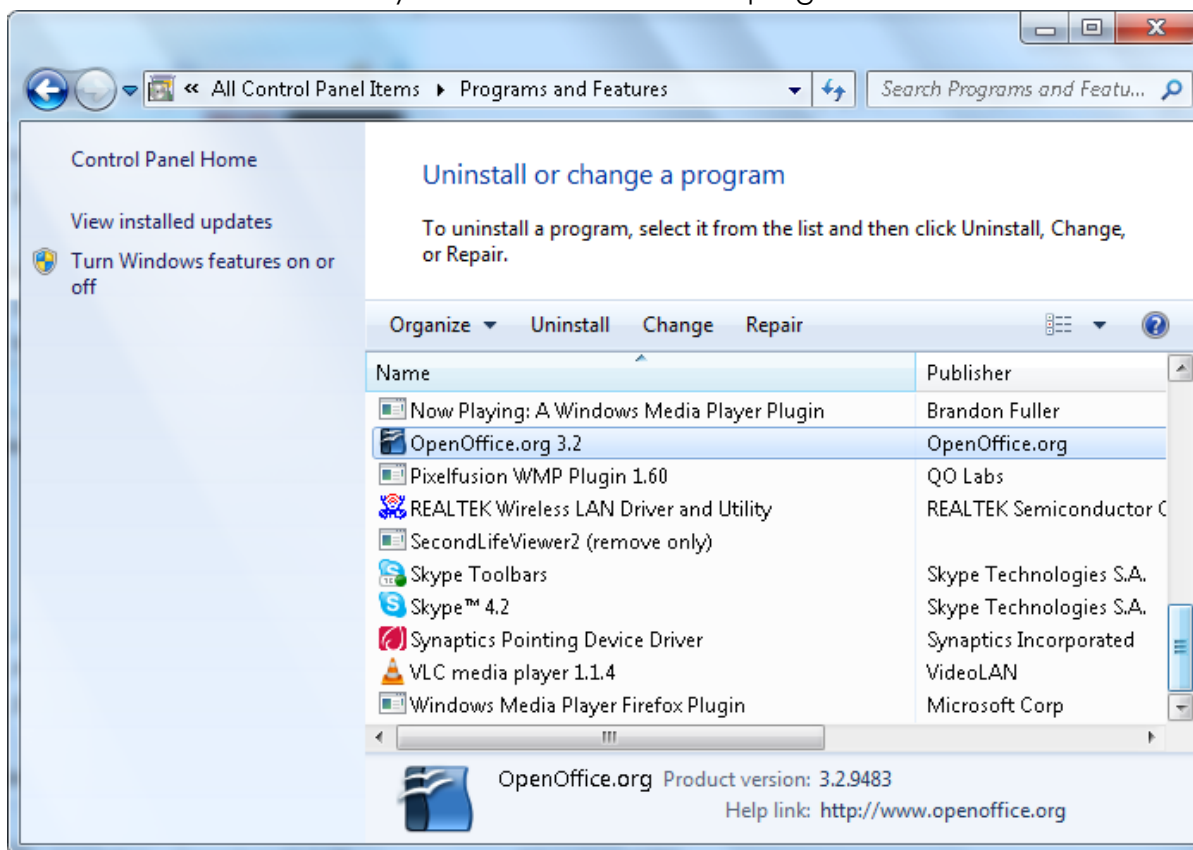 All Control Panel Items Programs and Features Search Programs and Featu...
Control Panel Home
View installed updates
Turn Windows features on or
off
Uninstall or change a program
To uninstall a program, select it from the list and then click Uninstall, Change,
or Repair.
Organize Uninstall Change Repair
Name Publisher
Now Playing: A Windows Media Player Plugin Brandon Fuller
OpenOffice.org 3.2 OpenOffice.org
Pixelfusion WMP Plugin 1.60 QO Labs
REALTEK Wireless LAN Driver and Utility REALTEK Semiconductor C
SecondLifeViewer2 (remove only)
Skype Toolbars Skype Technologies S.A.
Skype™ 4.2 Skype Technologies S.A.
Synaptics Pointing Device Driver Synaptics Incorporated
VLC media player 1.1.4 VideoLAN
Windows Media Player Firefox Plugin Microsoft Corp
OpenOffice.org Product version: 3.2.9483
Help link: http://www.openoffice.org